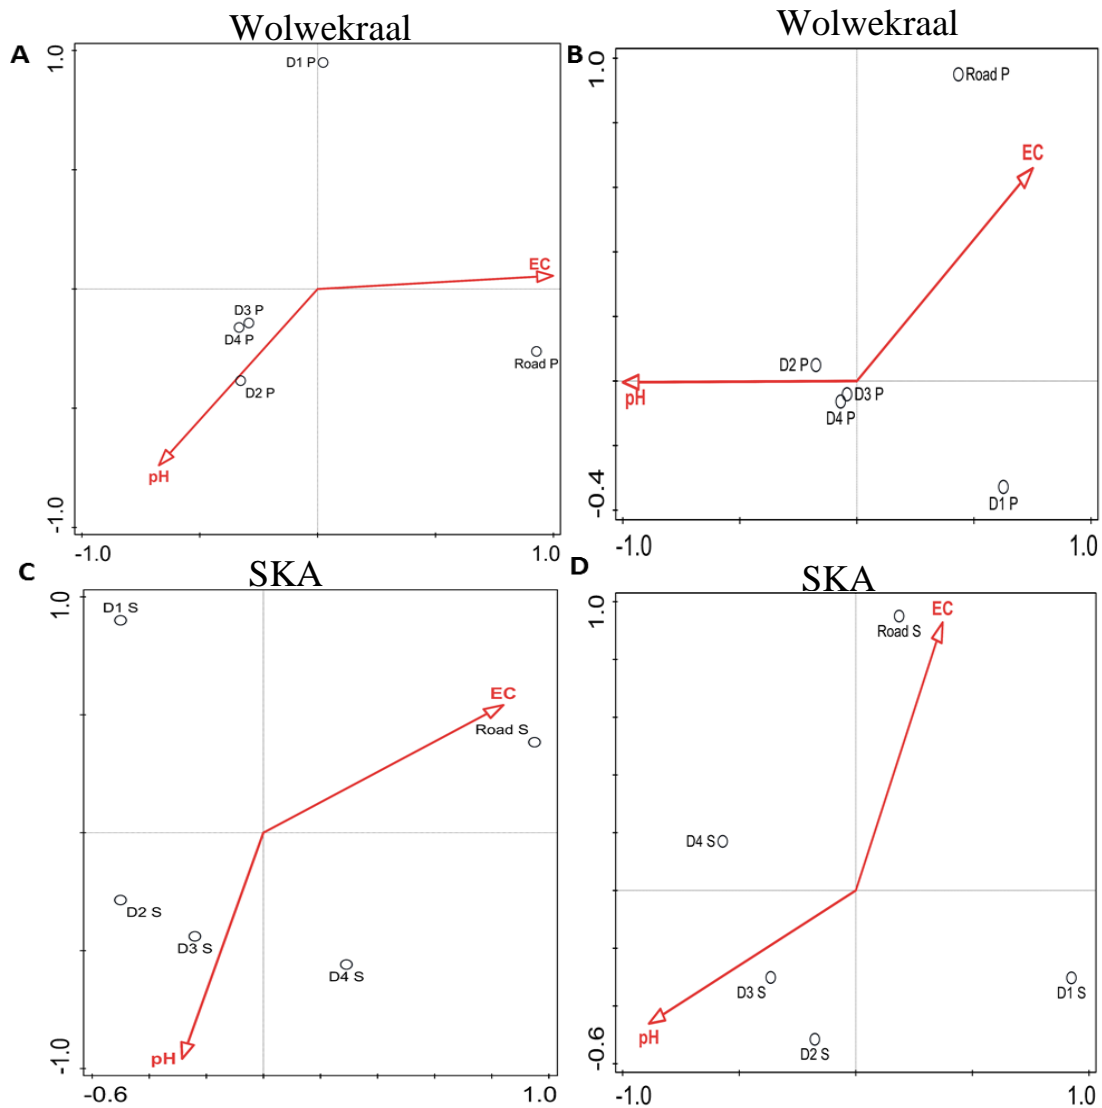 Wolwekraal
A
1.0
D1 P
EC
D3 P
D4 P
D2 P
Road P
pH
-1.0
-1.0
1.0
Wolwekraal
B
1.0
Road P
EC
D2 P
D3 P
D4 P
pH
D1 P
-0.4
-1.0
1.0
SKA
C
1.0
D1 S
EC
Road S
D2 S
D3 S
D4 S
pH
-1.0
-0.6
1.0
SKA
D
1.0
EC
Road S
D4 S
D3 S
D1 S
pH
D2 S
-0.6
-1.0
1.0